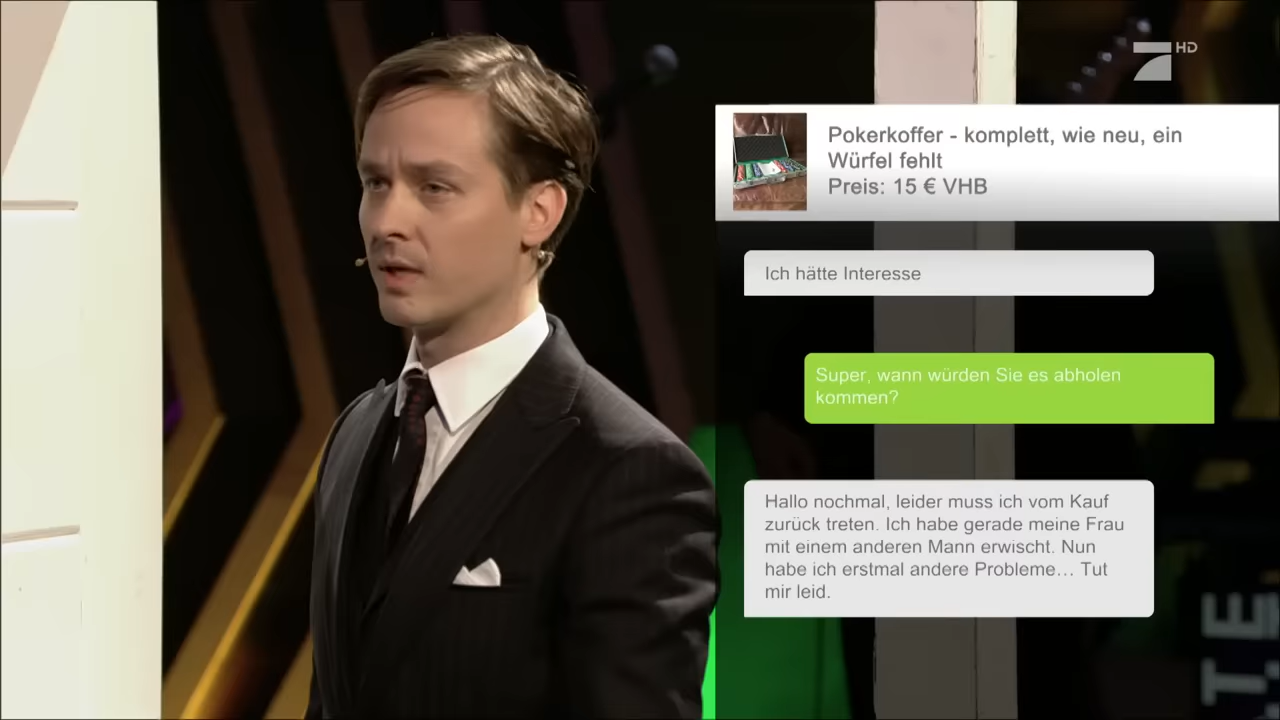 HD
Pokerkoffer - komplett, wie neu, ein
Würfel fehlt
Preis: 15 € VHB
Ich hätte Interesse
Super, wann würden Sie es abholen
kommen?
Hallo nochmal, leider muss ich vom Kauf
zurück treten. Ich habe gerade meine Frau
mit einem anderen Mann erwischt. Nun
habe ich erstmal andere Probleme... Tut
mir leid.